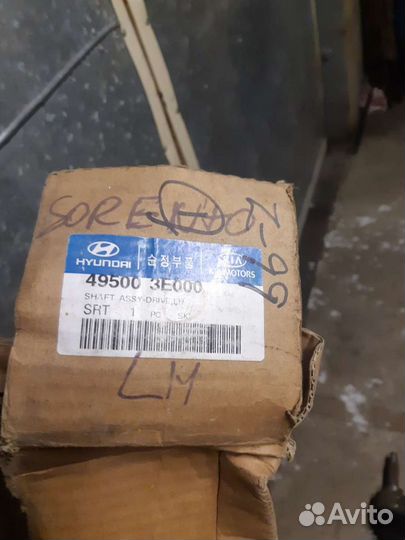 SORENTO
HYUNDAI 순정부품 KIA MOTORS
49500 3E000
SHAFT ASSY-DRIVE,LH
SRT 1 PC
LH
Avito